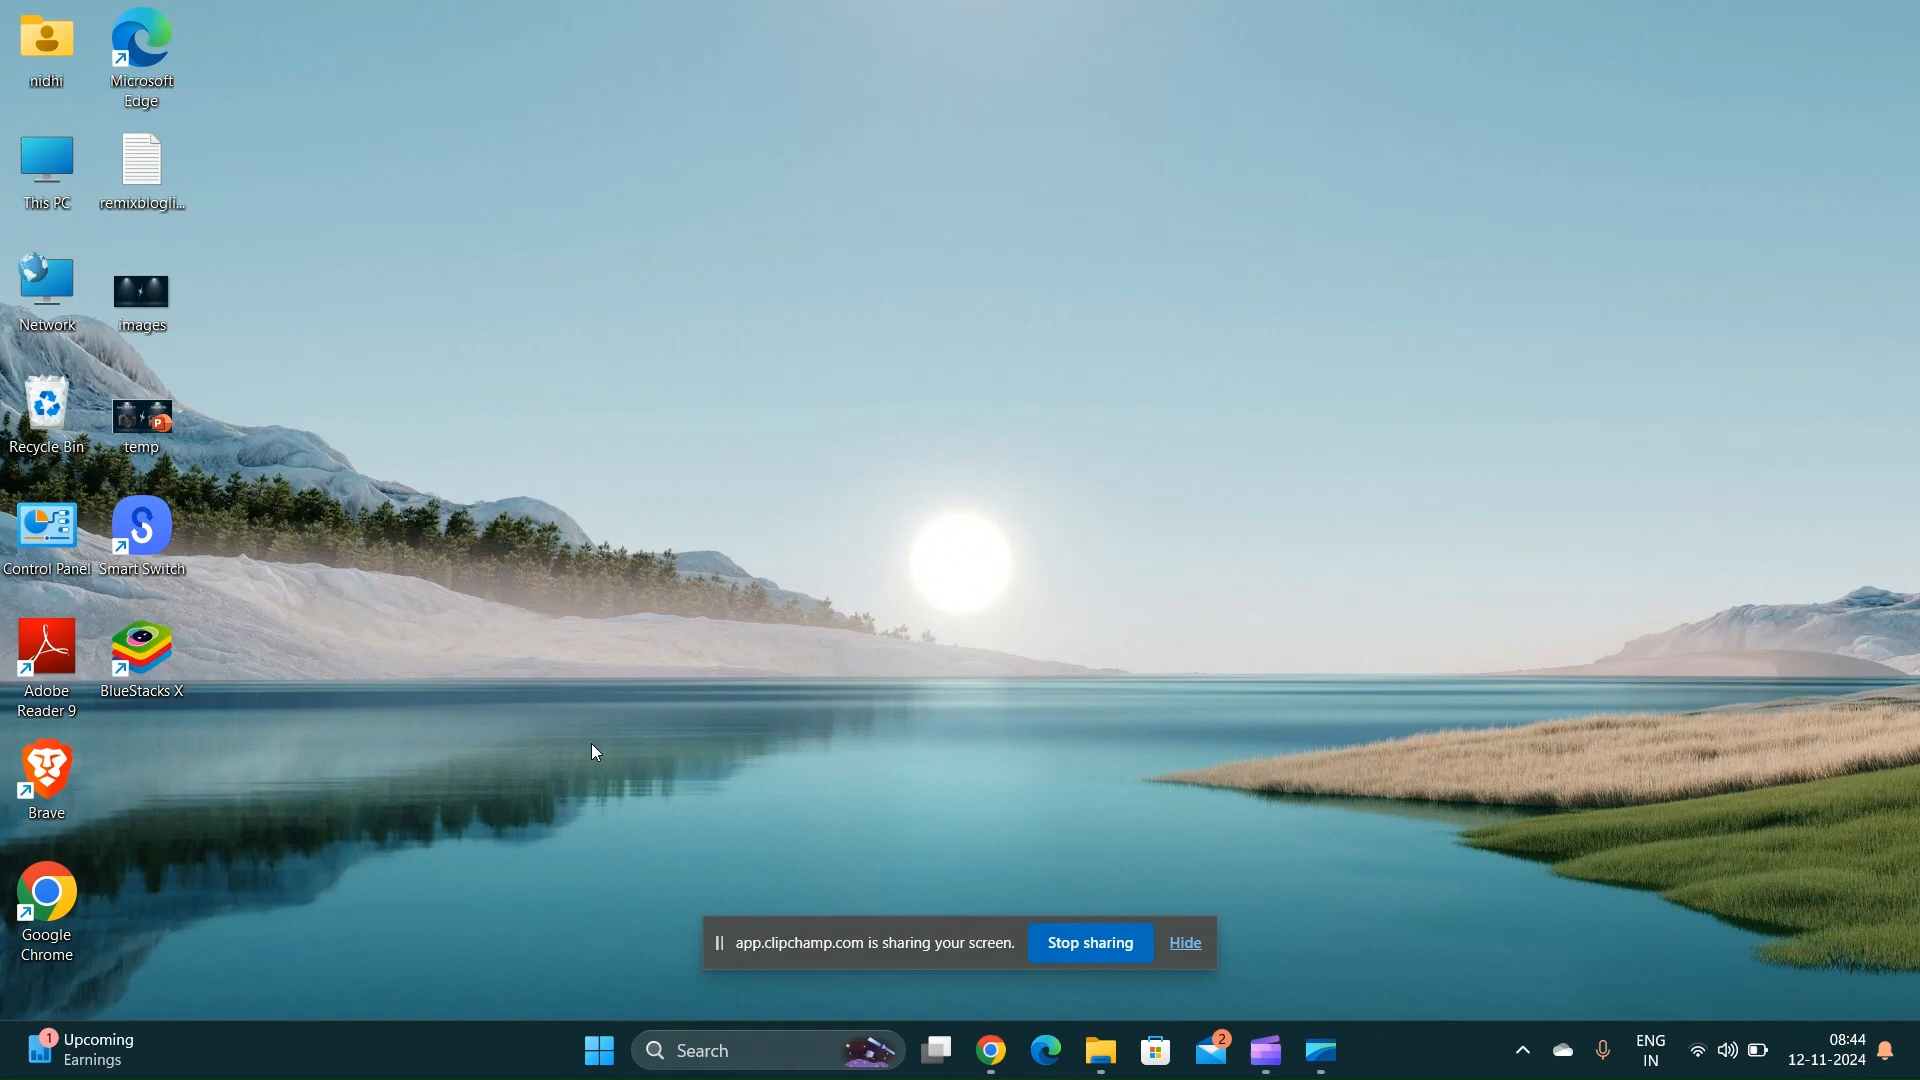 nidhi
Microsoft
Edge
This PC
remixblogli...
Network
images
Recycle Bin
temp
Control Panel
Smart Switch
Adobe
Reader 9
BlueStacks X
Brave
Google
Chrome
app.clipchamp.com is sharing your screen.
Stop sharing
Hide
1
Upcoming
Earnings
Search
2
ENG
IN
08:44
12-11-2024